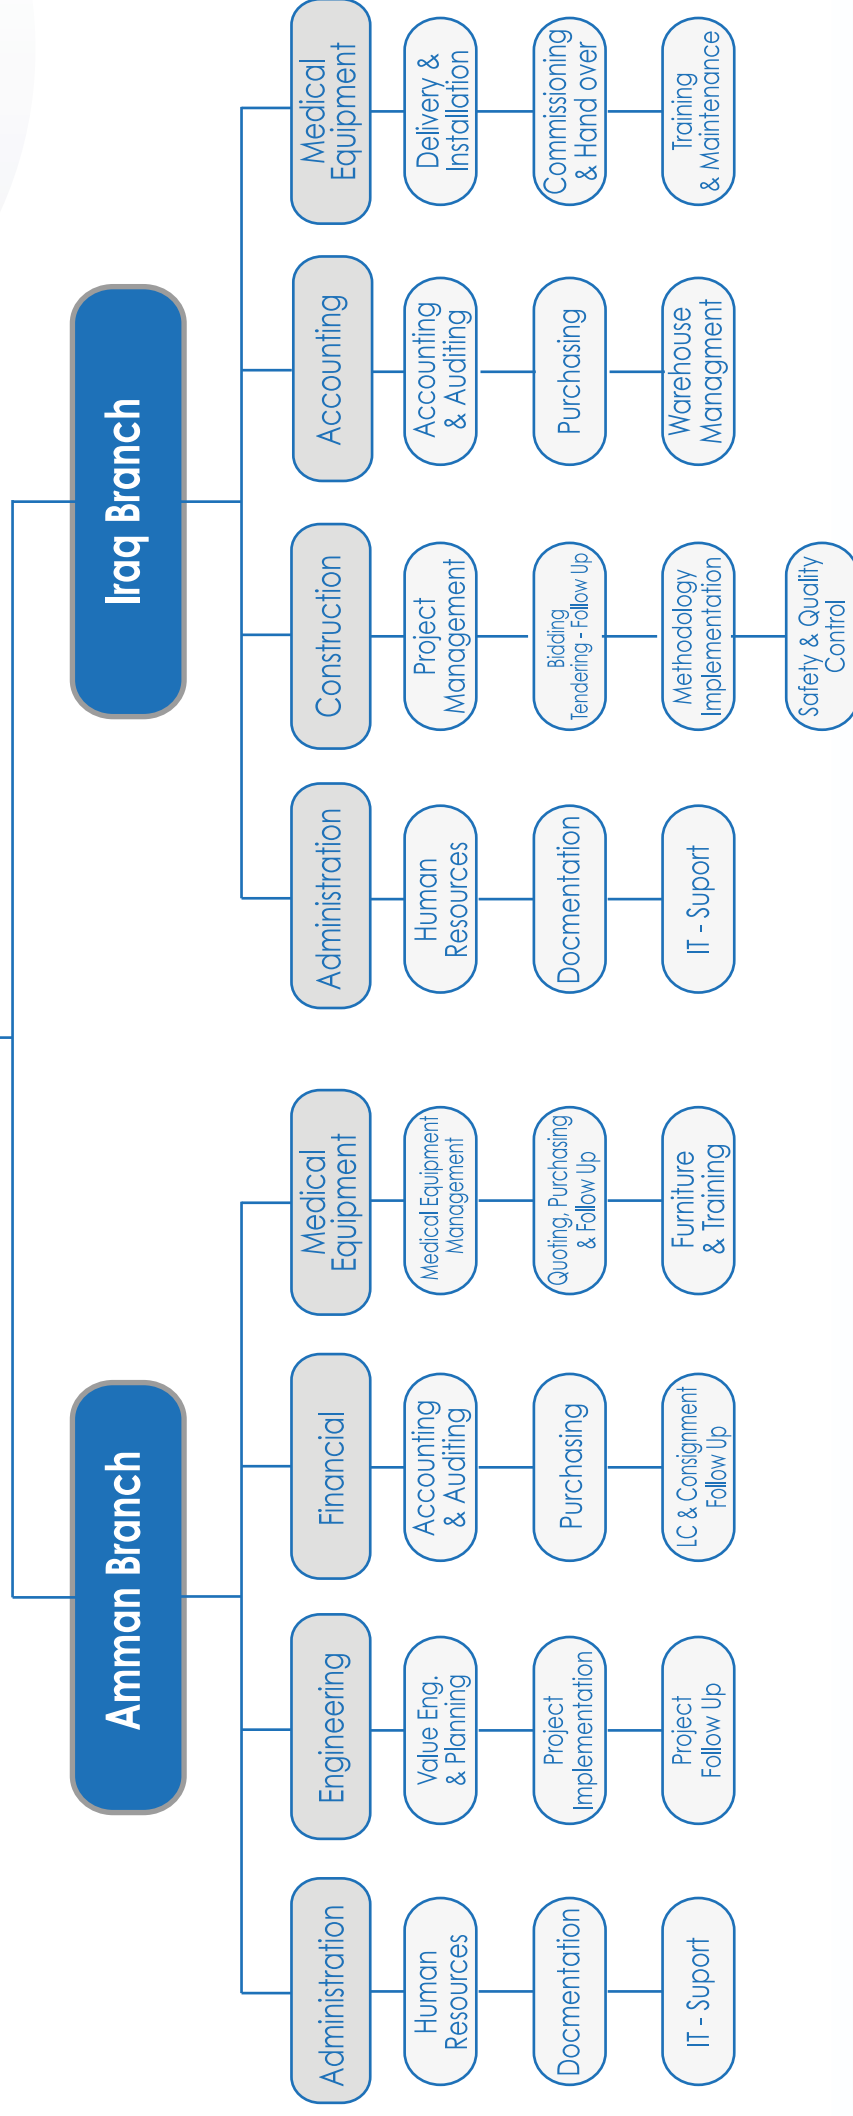 Amman Branch
Administration
Human
Resources
Docmentation
IT - Suport
Engineering
Value Eng.
& Planning
Project
Implementation
Project
Follow Up
Financial
Accounting
& Auditing
Purchasing
LC & Consignment
Follow Up
Medical
Equipment
Medical Equipment
Management
Quoting, Purchasing
& Follow Up
Furniture
& Training
Iraq Branch
Administration
Human
Resources
Docmentation
IT - Suport
Construction
Project
Management
Bidding
Tendering - Follow Up
Methodology
Implementation
Safety & Quality
Control
Accounting
Accounting
& Auditing
Purchasing
Warehouse
Managment
Medical
Equipment
Delivery &
Installation
Commissioning
& Hand over
Training
& Maintenance